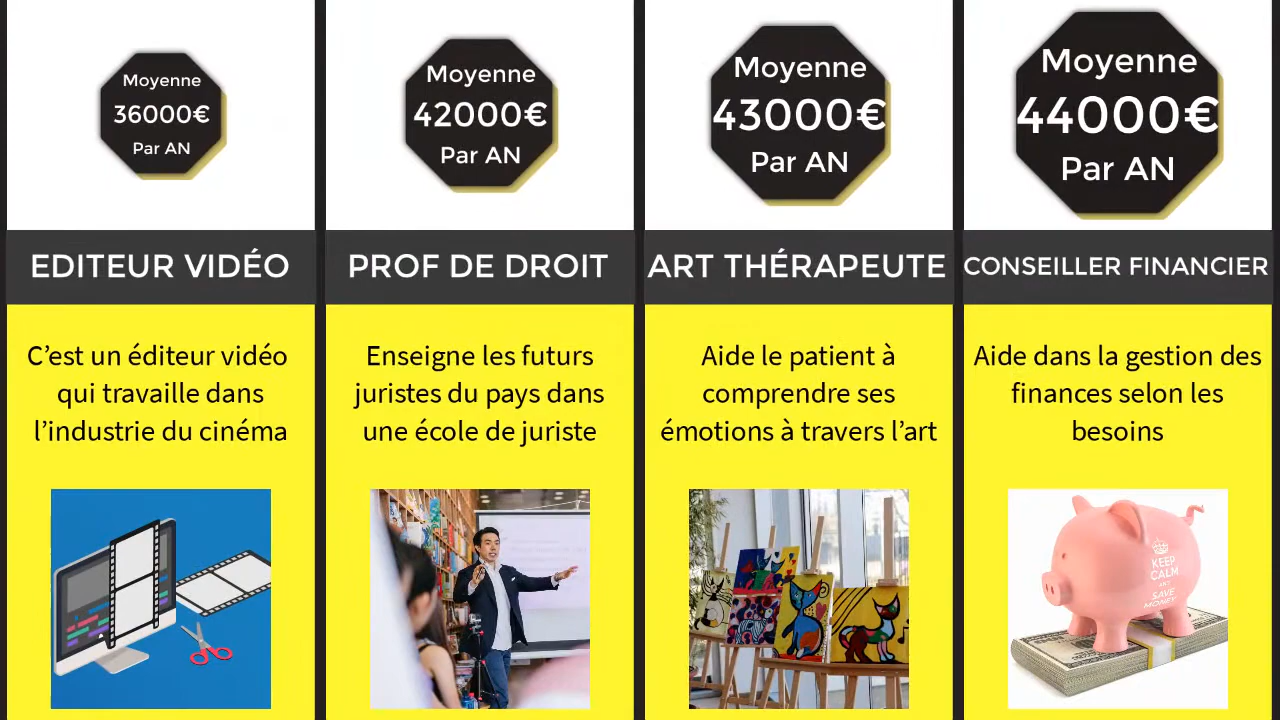 Moyenne
36000€
Par AN
EDITEUR VIDÉO
C’est un éditeur vidéo
qui travaille dans
l’industrie du cinéma
Moyenne
42000€
Par AN
PROF DE DROIT
Enseigne les futurs
juristes du pays dans
une école de juriste
Moyenne
43000€
Par AN
ART THÉRAPEUTE
Aide le patient à
comprendre ses
émotions à travers l’art
Moyenne
44000€
Par AN
CONSEILLER FINANCIER
Aide dans la gestion des
finances selon les
besoins
KEEP
CALM
AND
SAVE
MONEY